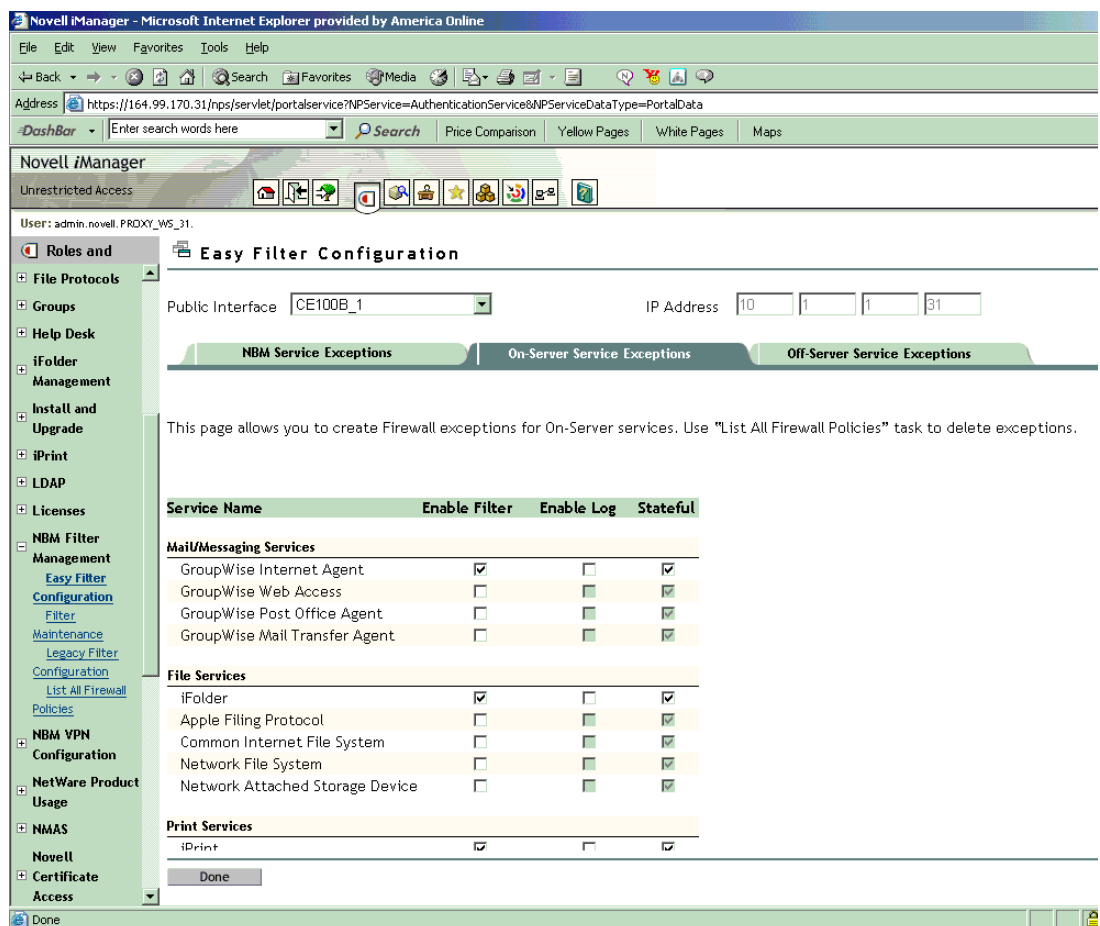 Novell iManager - Microsoft Internet Explorer provided by America Online
File Edit View Favorites Tools Help
Back Search Favorites Media
Address https://164.99.170.31/nps/servlet/portalservice?NPService=AuthenticationService&NPServiceDataType=PortalData
DashBar Enter search words here Search Price Comparison Yellow Pages White Pages Maps
Novell iManager
Unrestricted Access
User: admin.novell.PROXY_WS_31.
Roles and
File Protocols
Groups
Help Desk
iFolder
Management
Install and
Upgrade
iPrint
LDAP
Licenses
NBM Filter
Management
Easy Filter
Configuration
Filter
Maintenance
Legacy Filter
Configuration
List All Firewall
Policies
NBM VPN
Configuration
NetWare Product
Usage
NMAS
Novell
Certificate
Access
Easy Filter Configuration
Public Interface CE100B_1 IP Address 10 1 1 31
NBM Service Exceptions On-Server Service Exceptions Off-Server Service Exceptions
This page allows you to create Firewall exceptions for On-Server services. Use "List All Firewall Policies" task to delete exceptions.
Service Name Enable Filter Enable Log Stateful
Mail/Messaging Services
GroupWise Internet Agent
GroupWise Web Access
GroupWise Post Office Agent
GroupWise Mail Transfer Agent
File Services
iFolder
Apple Filing Protocol
Common Internet File System
Network File System
Network Attached Storage Device
Print Services
iPrint
Done
Done